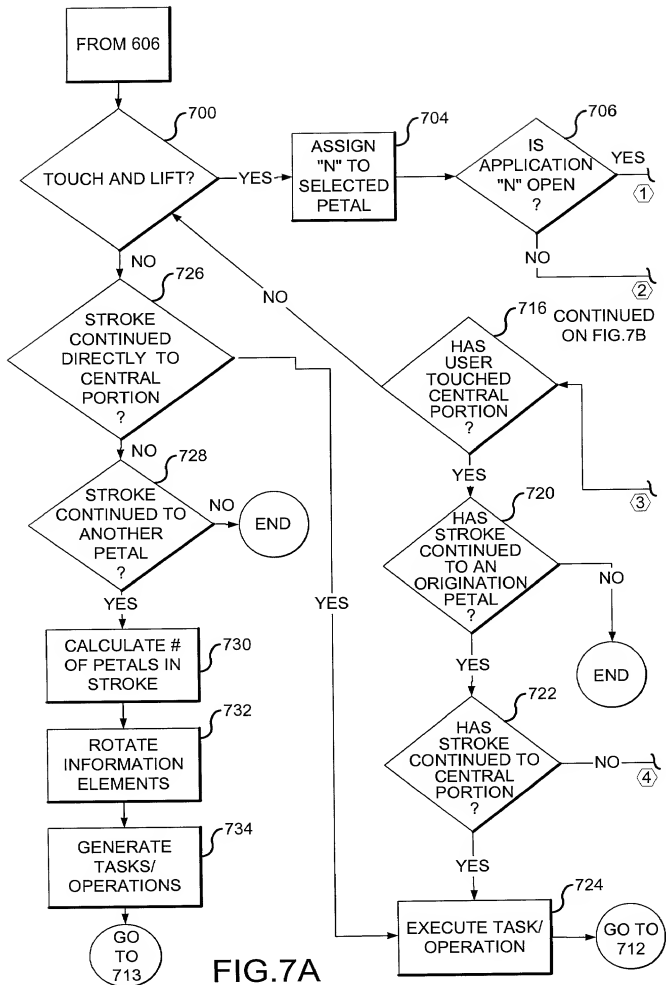 FROM 606
700
TOUCH AND LIFT?
YES
704
ASSIGN
"N" TO
SELECTED
PETAL
706
IS
APPLICATION
"N" OPEN
?
YES
1
NO
2
CONTINUED
ON FIG.7B
NO
726
STROKE
CONTINUED
DIRECTLY TO
CENTRAL
PORTION
?
NO
716
HAS
USER
TOUCHED
CENTRAL
PORTION
?
3
NO
728
STROKE
CONTINUED TO
ANOTHER
PETAL
?
NO
END
YES
YES
720
HAS
STROKE
CONTINUED
TO AN
ORIGINATION
PETAL
?
NO
END
YES
YES
CALCULATE #
OF PETALS IN
STROKE
730
ROTATE
INFORMATION
ELEMENTS
732
722
HAS
STROKE
CONTINUED TO
CENTRAL
PORTION
?
NO
4
YES
GENERATE
TASKS/
OPERATIONS
734
724
EXECUTE TASK/
OPERATION
GO TO
712
GO
TO
713
FIG.7A